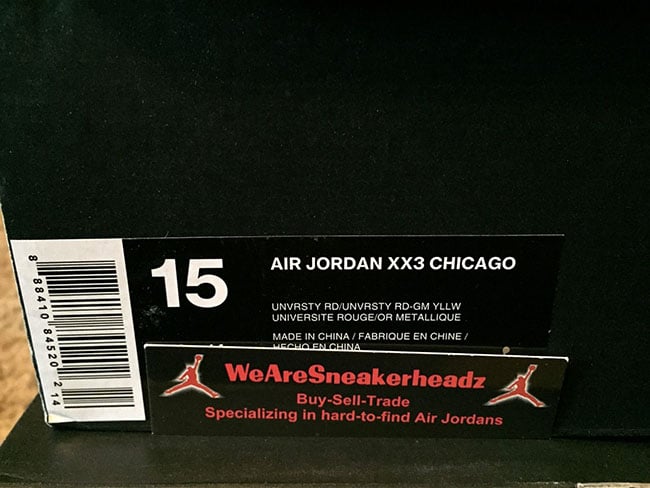 8 88410 84520 2 14
15
AIR JORDAN XX3 CHICAGO
UNVRSTY RD/UNVRSTY RD-GM YLLW
UNIVERSITE ROUGE/OR METALLIQUE
MADE IN CHINA / FABRIQUE EN CHINE /
HECHO EN CHINA
WeAreSneakerheadz
Buy-Sell-Trade
Specializing in hard-to-find Air Jordans